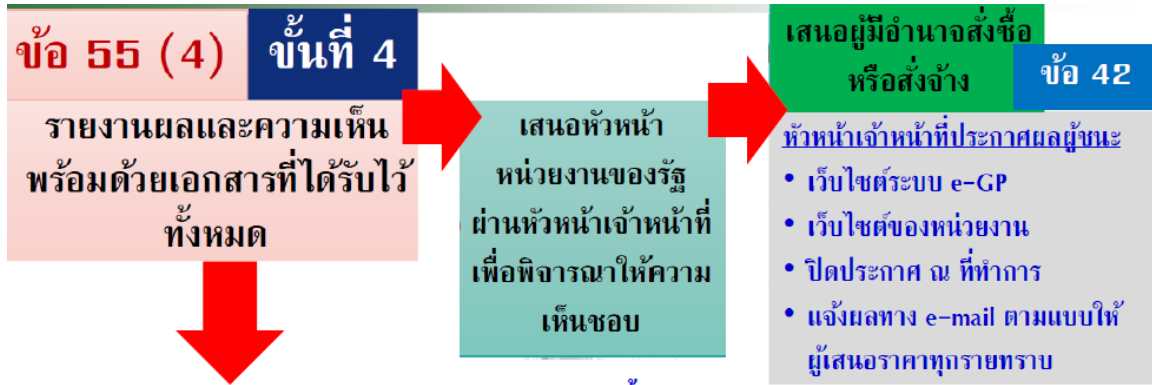 ข้อ 55 (4)
ขั้นที่ 4
รายงานผลและความเห็น
พร้อมด้วยเอกสารที่ได้รับไว้
ทั้งหมด
เสนอหัวหน้า
หน่วยงานของรัฐ
ผ่านหัวหน้าเจ้าหน้าที่
เพื่อพิจารณาให้ความ
เห็นชอบ
เสนอผู้มีอำนาจสั่งซื้อ
หรือสั่งจ้าง
ข้อ 42
หัวหน้าเจ้าหน้าที่ประกาศผลผู้ชนะ
• เว็บไซต์ระบบ e-GP
• เว็บไซต์ของหน่วยงาน
• ปิดประกาศ ณ ที่ทำการ
• แจ้งผลทาง e-mail ตามแบบให้
ผู้เสนอราคาทุกรายทราบ